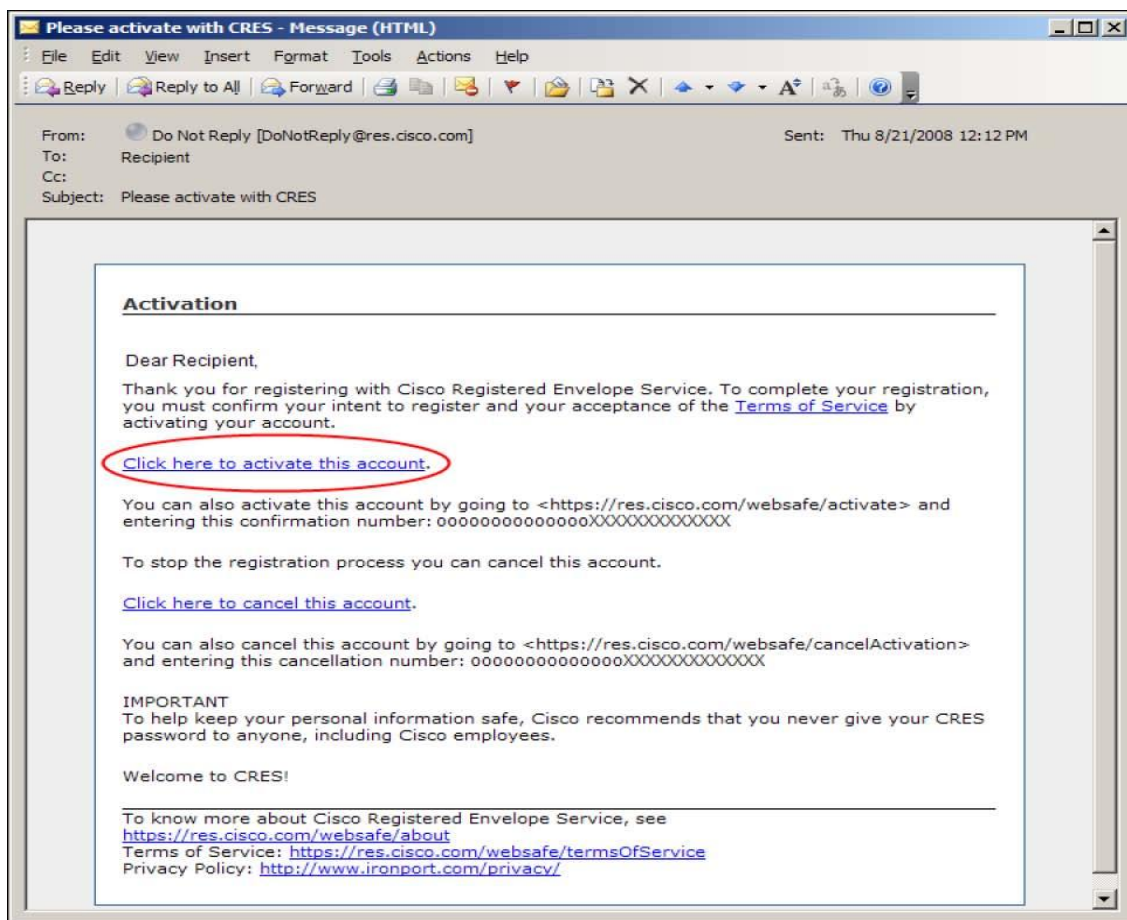 Please activate with CRES - Message (HTML)
File Edit View Insert Format Tools Actions Help
Reply Reply to All Forward
From: Do Not Reply [DoNotReply@res.cisco.com] Sent: Thu 8/21/2008 12:12 PM
To: Recipient
Cc:
Subject: Please activate with CRES
Activation
Dear Recipient,
Thank you for registering with Cisco Registered Envelope Service. To complete your registration,
you must confirm your intent to register and your acceptance of the Terms of Service by
activating your account.
Click here to activate this account.
You can also activate this account by going to <https://res.cisco.com/websafe/activate> and
entering this confirmation number: ooooooooooooooXXXXXXXXXXXXX
To stop the registration process you can cancel this account.
Click here to cancel this account.
You can also cancel this account by going to <https://res.cisco.com/websafe/cancelActivation>
and entering this cancellation number: ooooooooooooooXXXXXXXXXXXXX
IMPORTANT
To help keep your personal information safe, Cisco recommends that you never give your CRES
password to anyone, including Cisco employees.
Welcome to CRES!
To know more about Cisco Registered Envelope Service, see
https://res.cisco.com/websafe/about
Terms of Service: https://res.cisco.com/websafe/termsOfService
Privacy Policy: http://www.ironport.com/privacy/